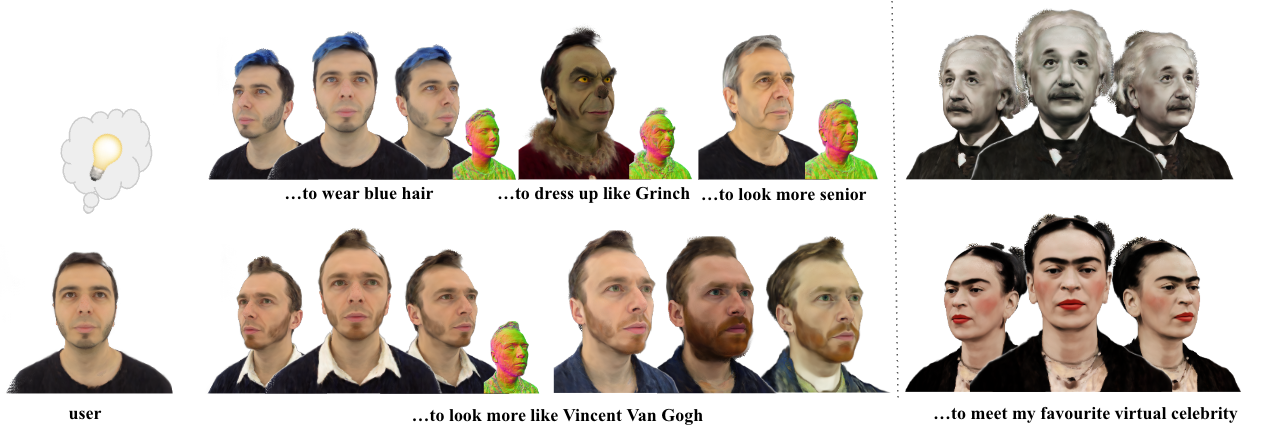 …to wear blue hair
…to dress up like Grinch
…to look more senior
user
…to look more like Vincent Van Gogh
…to meet my favourite virtual celebrity